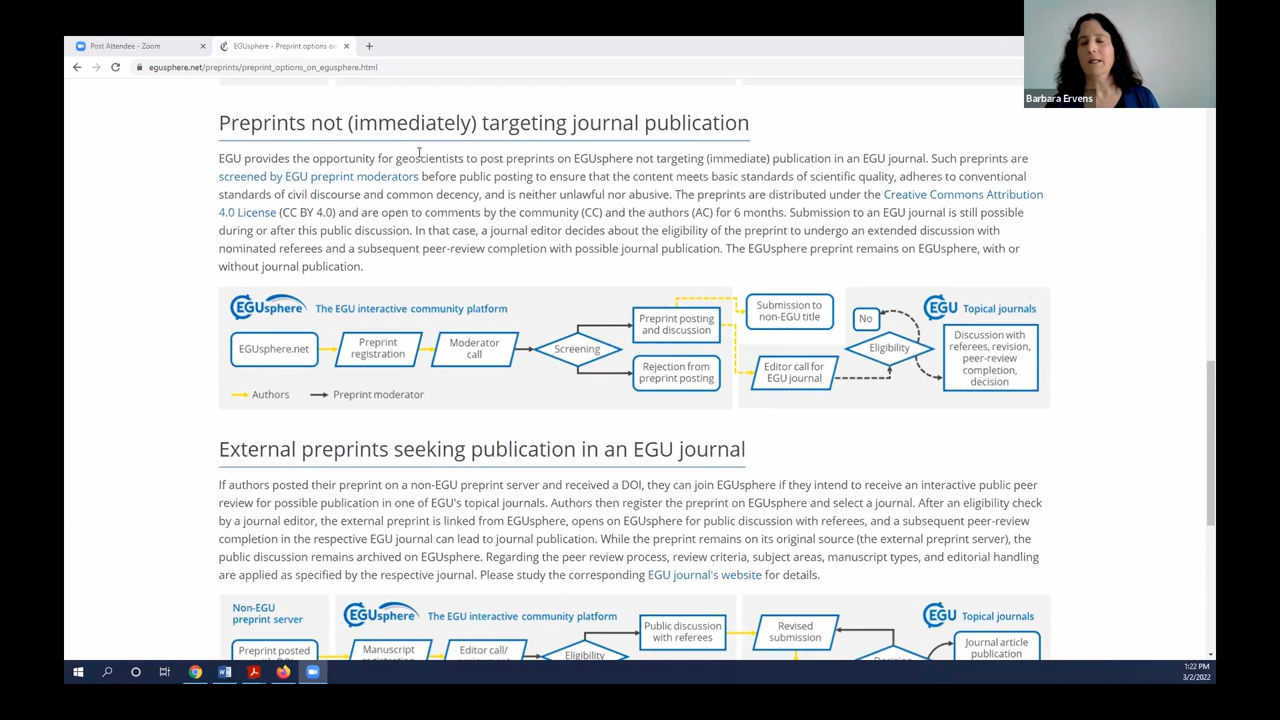 Post Attendee - Zoom
EGUsphere - Preprint options on
egusphere.net/preprints/preprint_options_on_egusphere.html
Barbara Ervens
Preprints not (immediately) targeting journal publication
EGU provides the opportunity for geoscientists to post preprints on EGUsphere not targeting (immediate) publication in an EGU journal. Such preprints are
screened by EGU preprint moderators before public posting to ensure that the content meets basic standards of scientific quality, adheres to conventional
standards of civil discourse and common decency, and is neither unlawful nor abusive. The preprints are distributed under the Creative Commons Attribution
4.0 License (CC BY 4.0) and are open to comments by the community (CC) and the authors (AC) for 6 months. Submission to an EGU journal is still possible
during or after this public discussion. In that case, a journal editor decides about the eligibility of the preprint to undergo an extended discussion with
nominated referees and a subsequent peer-review completion with possible journal publication. The EGUsphere preprint remains on EGUsphere, with or
without journal publication.
EGUsphere The EGU interactive community platform
EGUsphere.net
Preprint
registration
Moderator
call
Screening
Preprint posting
and discussion
Rejection from
preprint posting
Authors
Preprint moderator
Submission to
non-EGU title
Editor call for
EGU journal
No
Eligibility
EGU Topical journals
Discussion with
referees, revision,
peer-review
completion,
decision
External preprints seeking publication in an EGU journal
If authors posted their preprint on a non-EGU preprint server and received a DOI, they can join EGUsphere if they intend to receive an interactive public peer
review for possible publication in one of EGU's topical journals. Authors then register the preprint on EGUsphere and select a journal. After an eligibility check
by a journal editor, the external preprint is linked from EGUsphere, opens on EGUsphere for public discussion with referees, and a subsequent peer-review
completion in the respective EGU journal can lead to journal publication. While the preprint remains on its original source (the external preprint server), the
public discussion remains archived on EGUsphere. Regarding the peer review process, review criteria, subject areas, manuscript types, and editorial handling
are applied as specified by the respective journal. Please study the corresponding EGU journal's website for details.
Non-EGU
preprint server
Preprint posted
EGUsphere The EGU interactive community platform
Manuscript
Editor call/
Eligibility
Public discussion
with referees
Revised
submission
EGU Topical journals
Journal article
publication
1:22 PM
3/2/2022